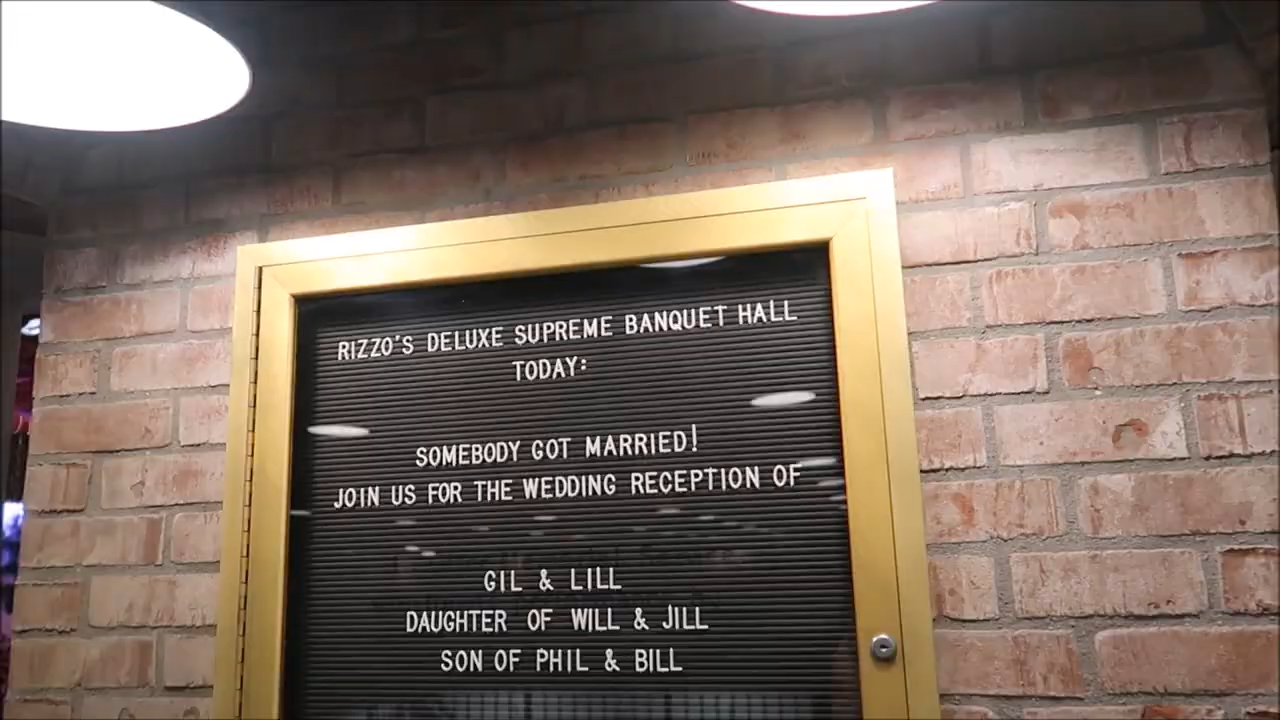 RIZZO'S DELUXE SUPREME BANQUET HALL
TODAY:
SOMEBODY GOT MARRIED!
JOIN US FOR THE WEDDING RECEPTION OF
GIL & LILL
DAUGHTER OF WILL & JILL
SON OF PHIL & BILL